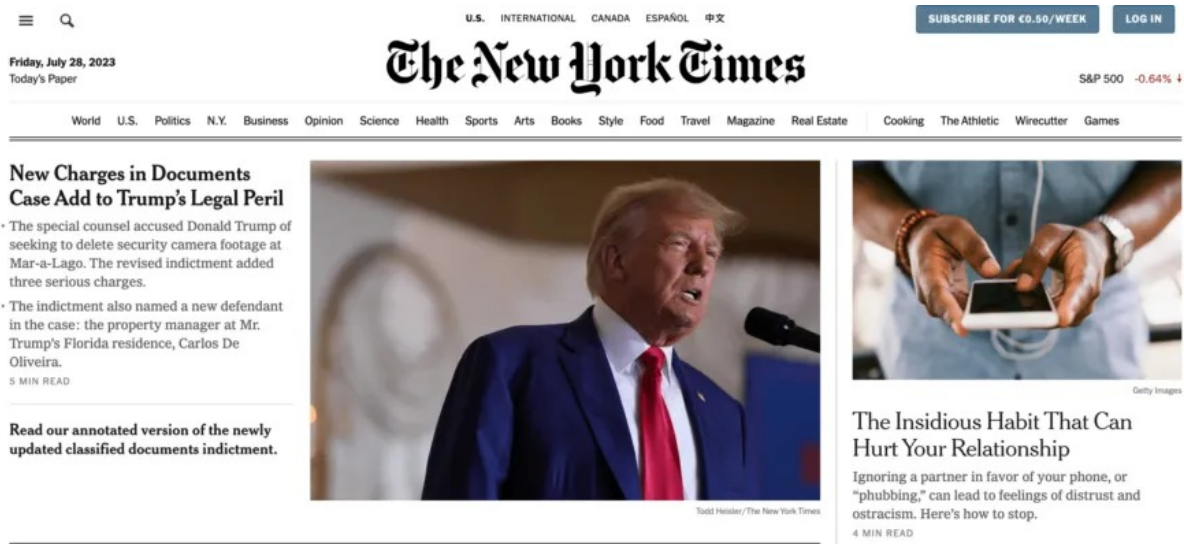 U.S. INTERNATIONAL CANADA ESPAÑOL 中文
SUBSCRIBE FOR €0.50/WEEK LOG IN
Friday, July 28, 2023
Today's Paper
The New York Times
S&P 500 -0.64% ↓
World U.S. Politics N.Y. Business Opinion Science Health Sports Arts Books Style Food Travel Magazine Real Estate Cooking The Athletic Wirecutter Games
New Charges in Documents
Case Add to Trump's Legal Peril
• The special counsel accused Donald Trump of
seeking to delete security camera footage at
Mar-a-Lago. The revised indictment added
three serious charges.
• The indictment also named a new defendant
in the case: the property manager at Mr.
Trump's Florida residence, Carlos De
Oliveira.
5 MIN READ
Read our annotated version of the newly
updated classified documents indictment.
Todd Heisler/The New York Times
Getty Images
The Insidious Habit That Can
Hurt Your Relationship
Ignoring a partner in favor of your phone, or
“phubbing,” can lead to feelings of distrust and
ostracism. Here's how to stop.
4 MIN READ